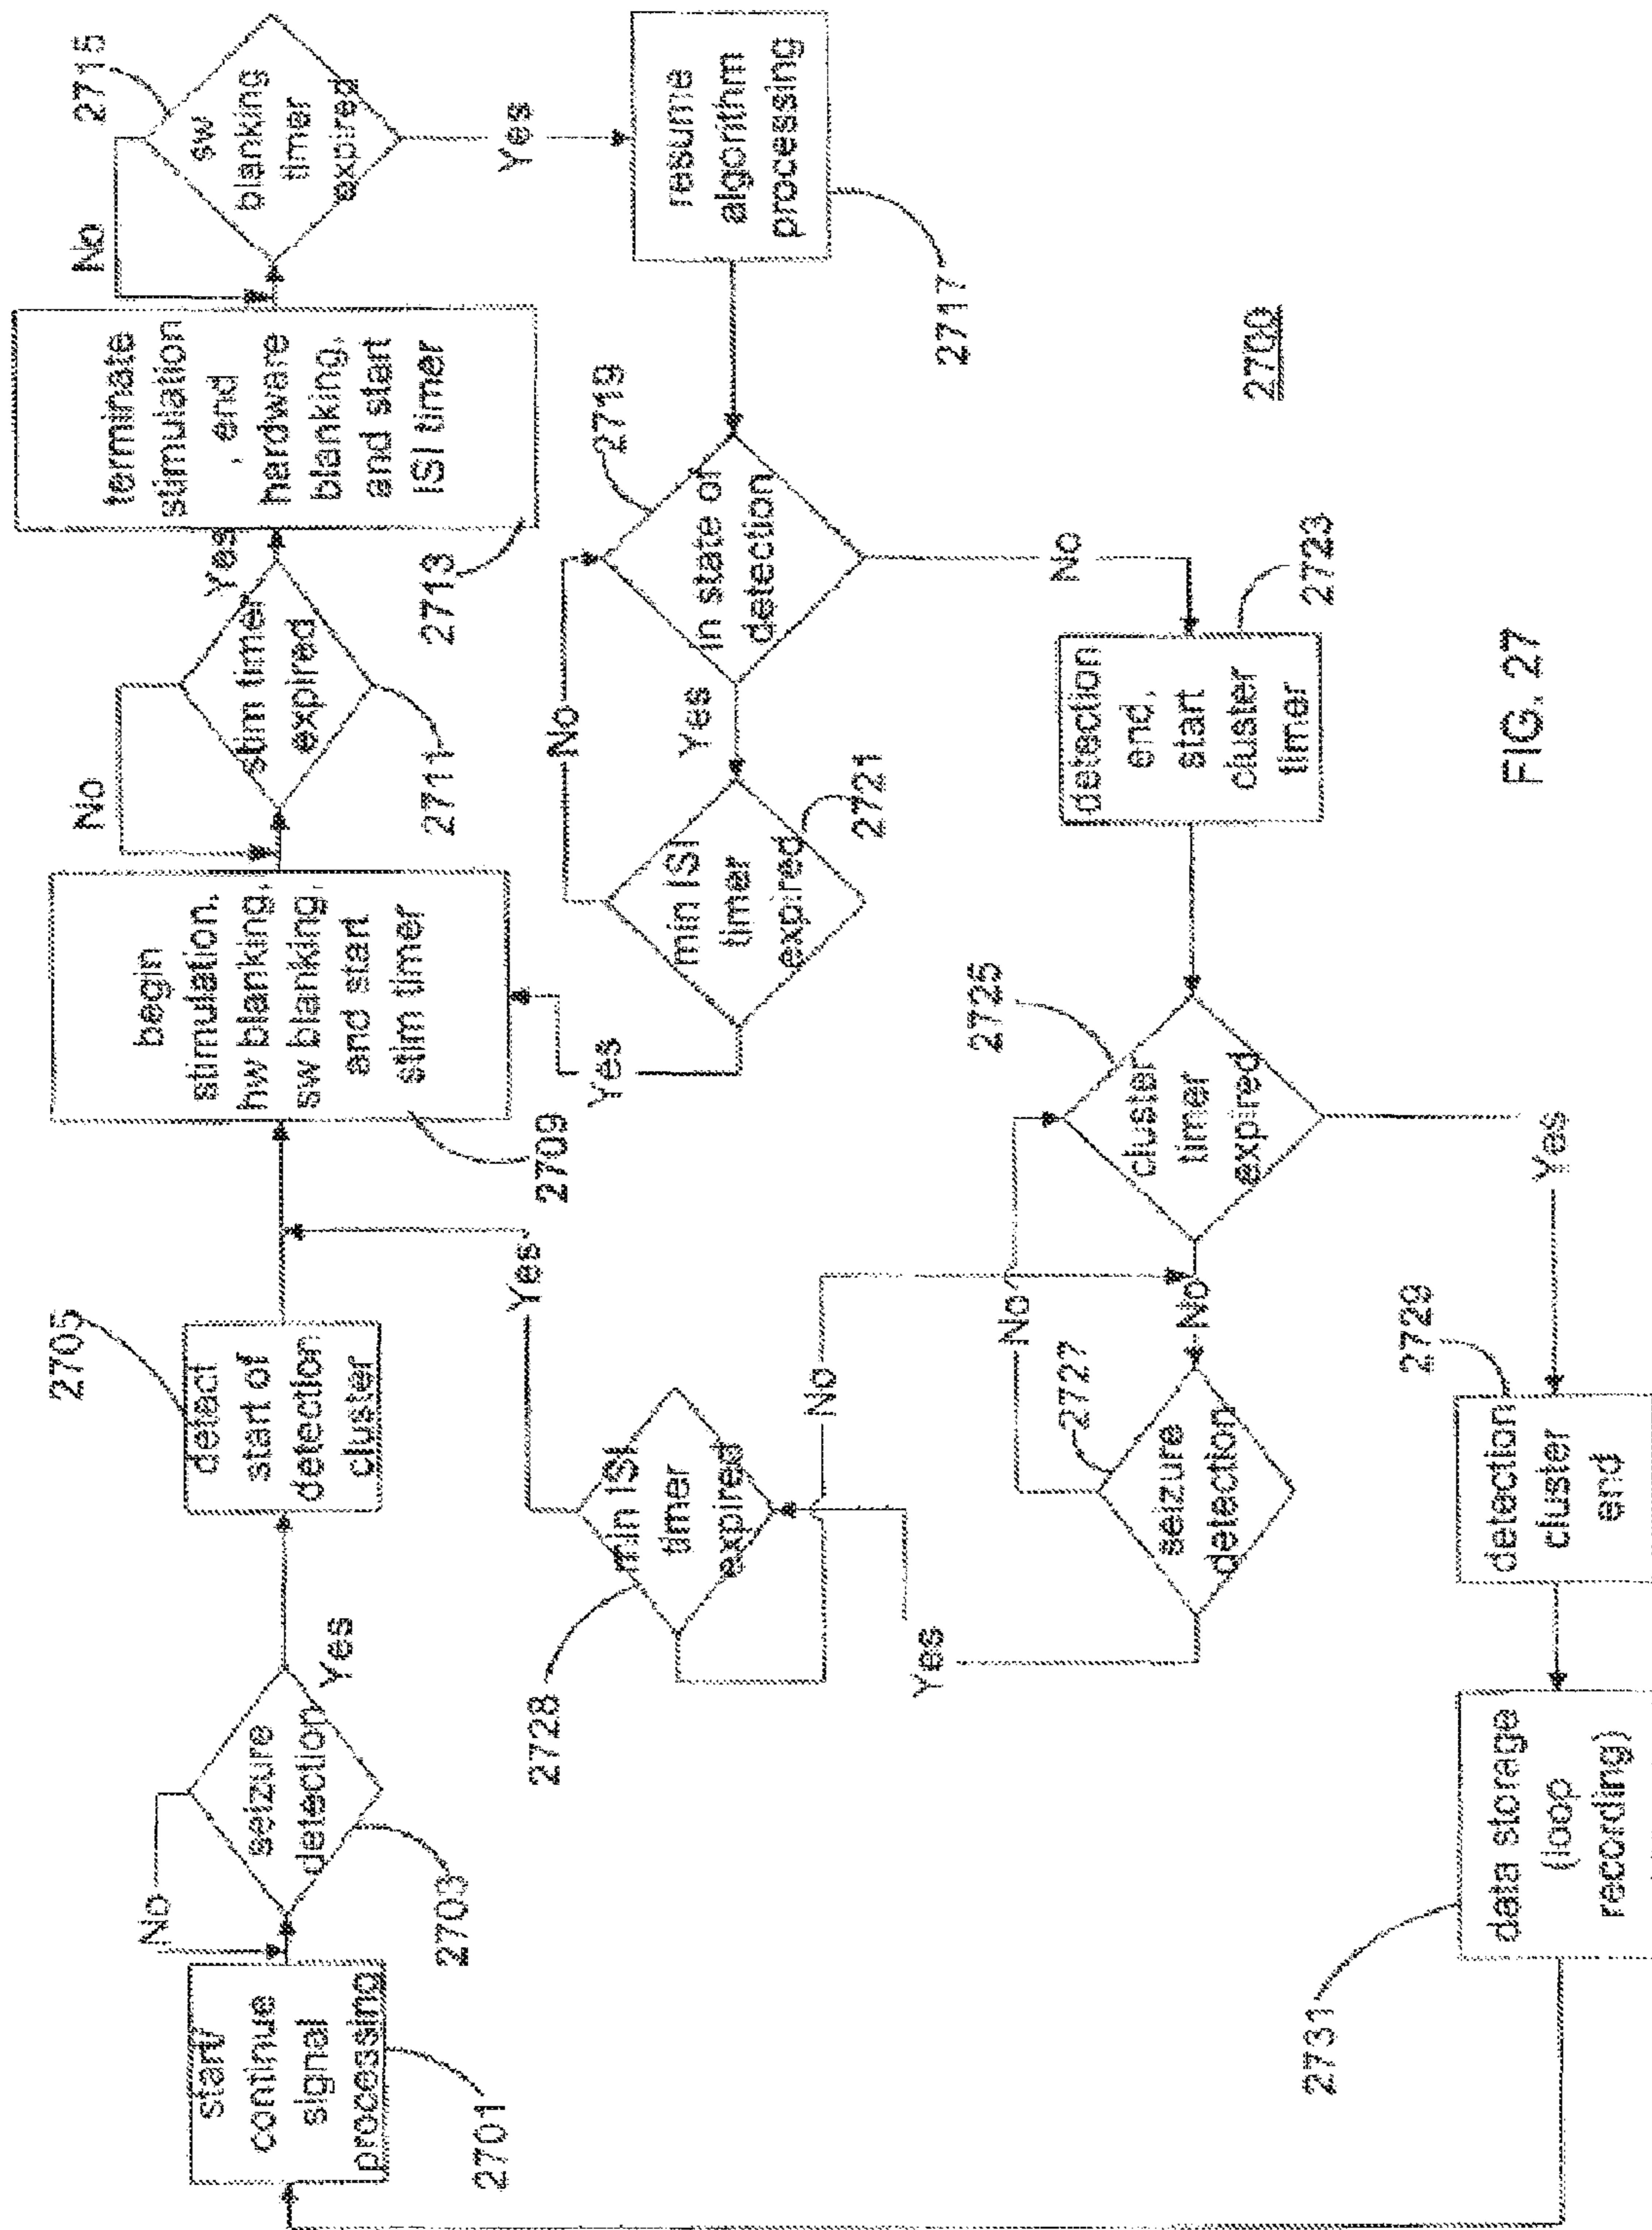 start/
continue
signal
processing
2701
No
seizure
detection
2703
Yes
detect
start of
detection
cluster
2705
begin
stimulation,
hw blanking,
sw blanking,
and start
stim timer
2709
No
stim timer
expired
2711
Yes
terminate
stimulation
, end
hardware
blanking,
and start
ISI timer
2713
No
sw
blanking
timer
expired
2715
Yes
resume
algorithm
processing
2717
in state of
detection
2719
Yes
No
min ISI
timer
expired
2721
No
Yes
detection
end,
start
cluster
timer
2723
cluster
timer
expired
2725
No
Yes
seizure
detection
2727
No
Yes
min ISI
timer
expired
2728
Yes
No
detection
cluster
end
2729
data storage
(loop
recording)
2731
2700
FIG. 27